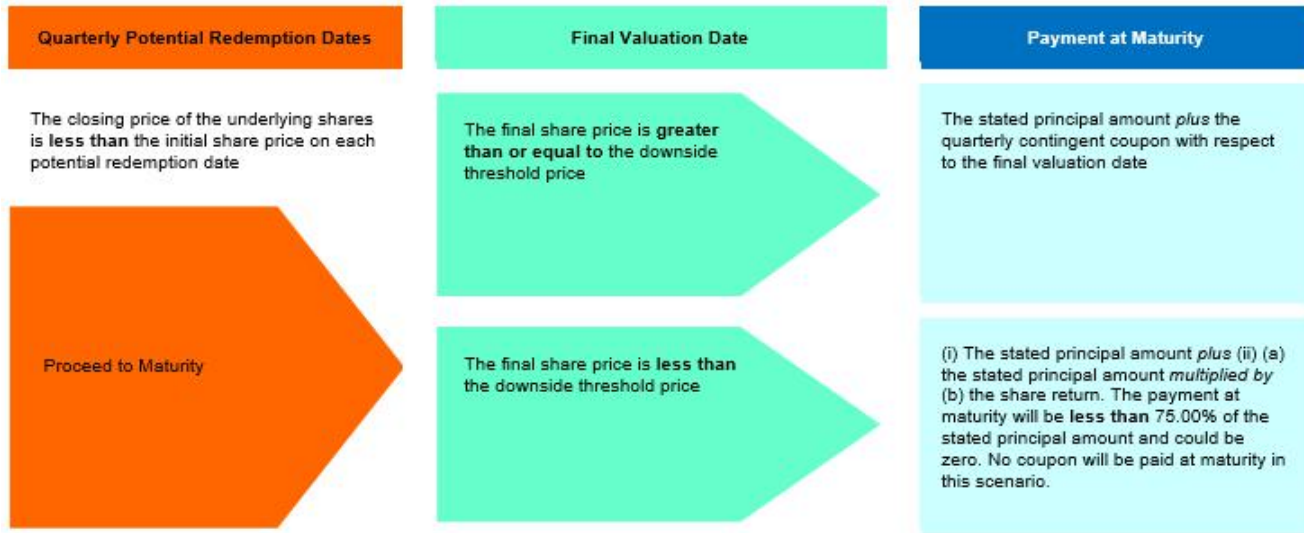 Quarterly Potential Redemption Dates
Final Valuation Date
Payment at Maturity
The closing price of the underlying shares
is less than the initial share price on each
potential redemption date
Proceed to Maturity
The final share price is greater
than or equal to the downside
threshold price
The stated principal amount plus the
quarterly contingent coupon with respect
to the final valuation date
The final share price is less than
the downside threshold price
(i) The stated principal amount plus (ii) (a)
the stated principal amount multiplied by
(b) the share return. The payment at
maturity will be less than 75.00% of the
stated principal amount and could be
zero. No coupon will be paid at maturity in
this scenario.